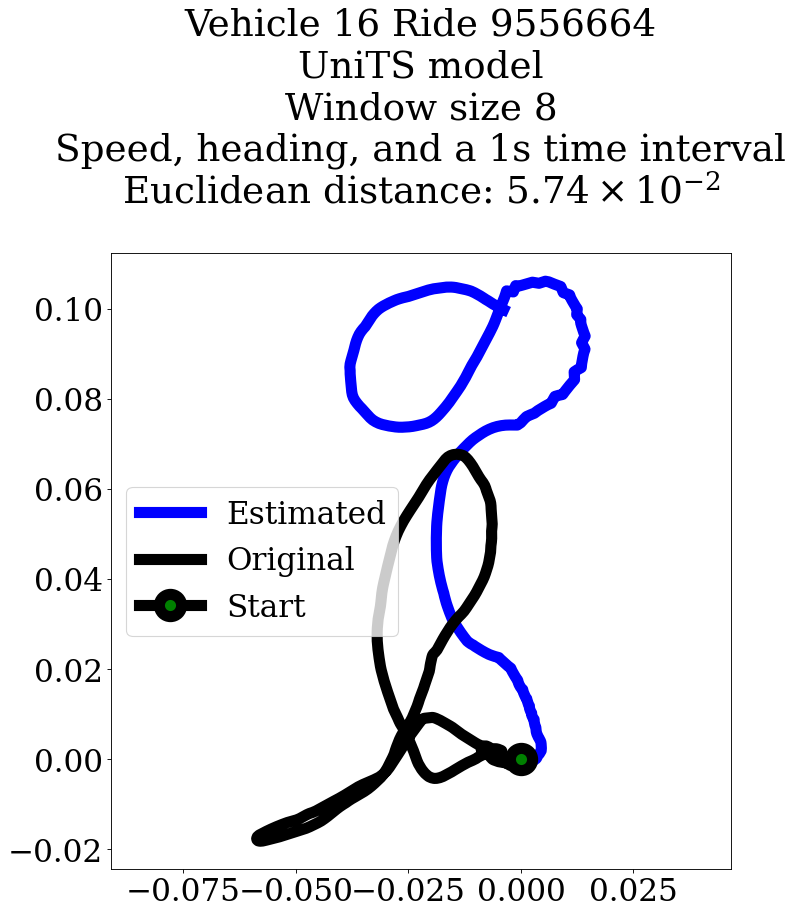 Vehicle 16 Ride 9556664
UniTS model
Window size 8
Speed, heading, and a 1s time interval
Euclidean distance: 5.74 × 10⁻²
0.10
0.08
0.06
0.04
0.02
0.00
−0.02
Estimated
Original
Start
−0.075 −0.050 −0.025 0.000 0.025